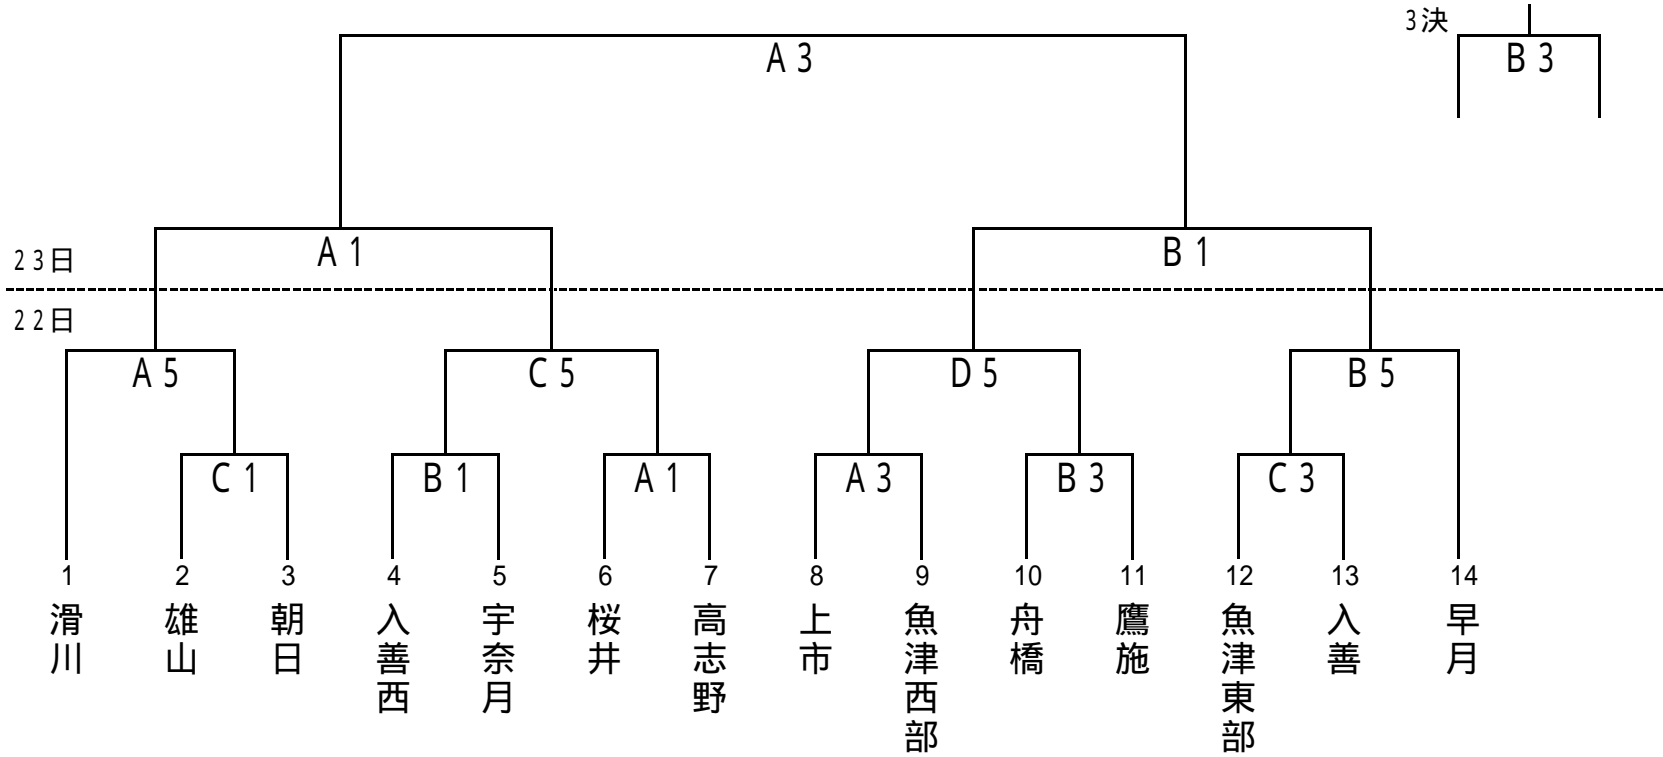 3決
A3
B3
A1
B1
23日
22日
A5
C5
D5
B5
C1
B1
A1
A3
B3
C3
1
2
3
4
5
6
7
8
9
10
11
12
13
14
滑川
雄山
朝日
入善西
宇奈月
桜井
高志野
上市
魚津西部
舟橋
鷹施
魚津東部
入善
早月